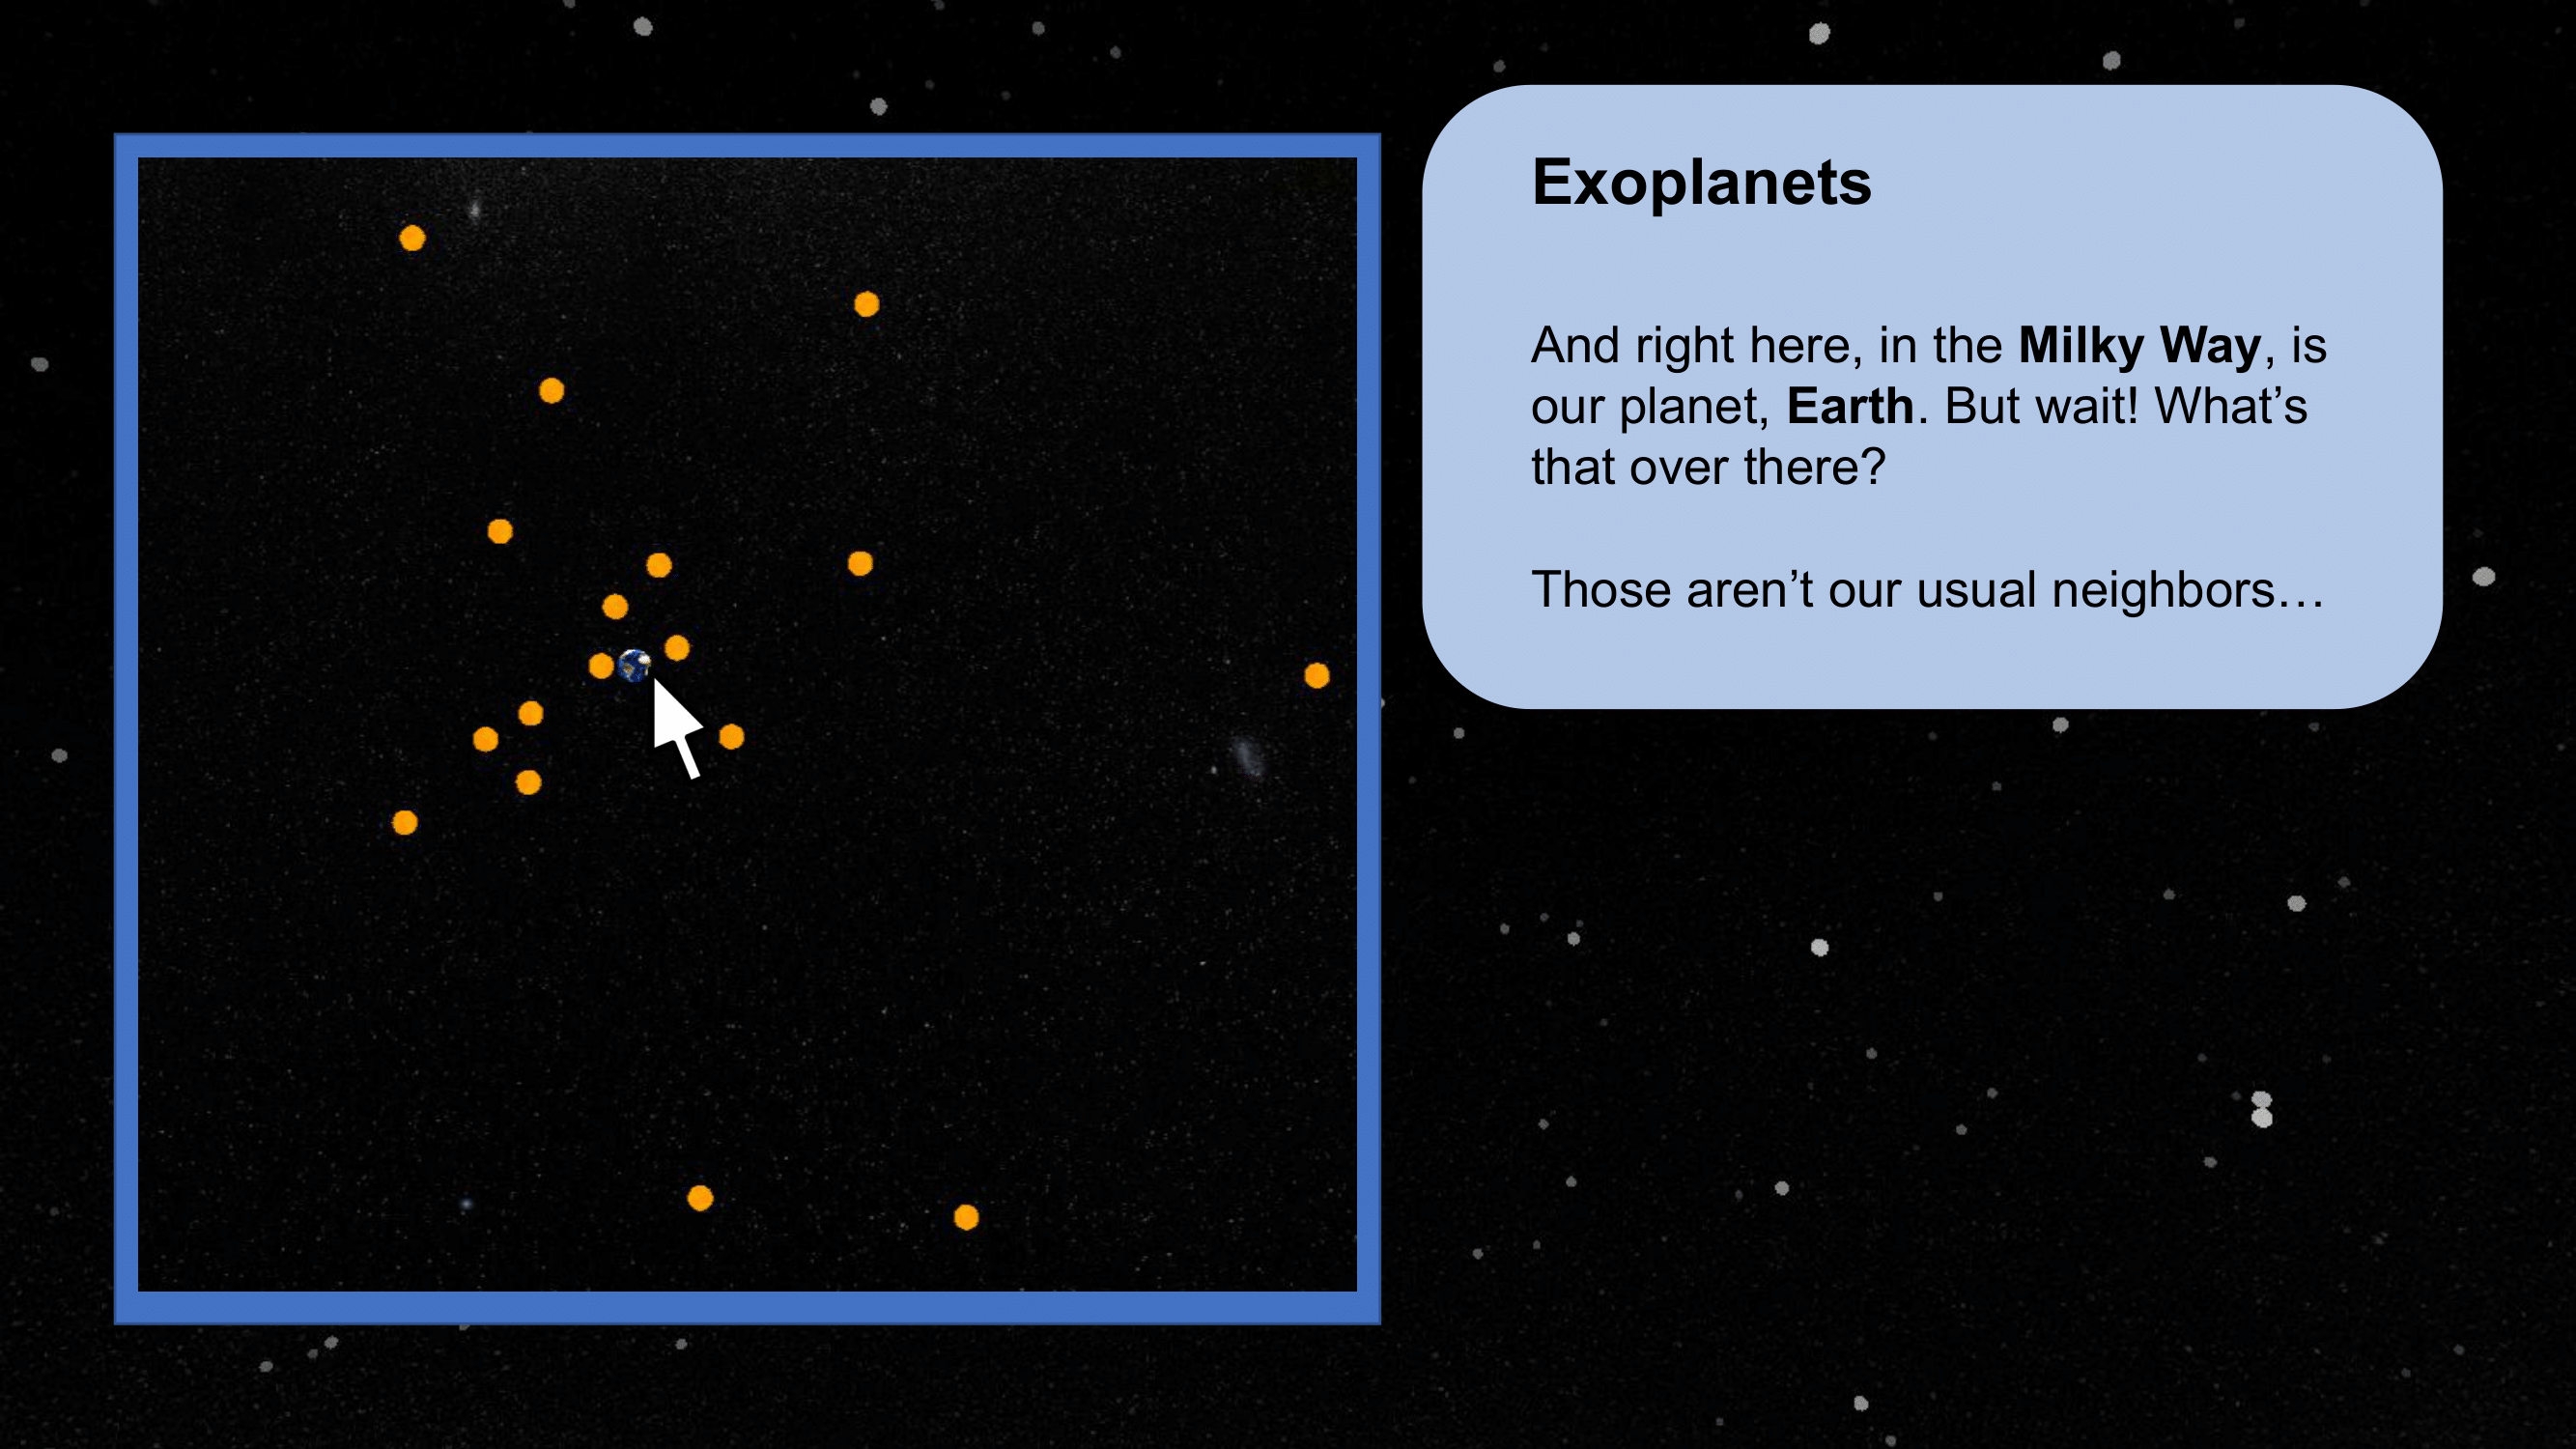 Exoplanets
And right here, in the Milky Way, is
our planet, Earth. But wait! What’s
that over there?
Those aren’t our usual neighbors…